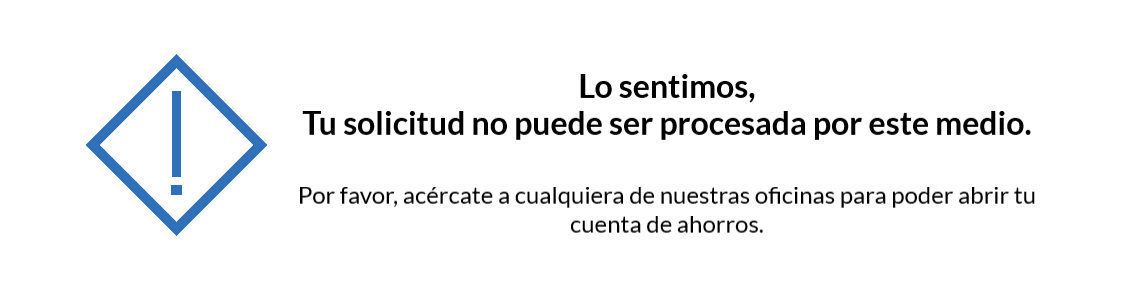 Lo sentimos,
Tu solicitud no puede ser procesada por este medio.
Por favor, acércate a cualquiera de nuestras oficinas para poder abrir tu
cuenta de ahorros.